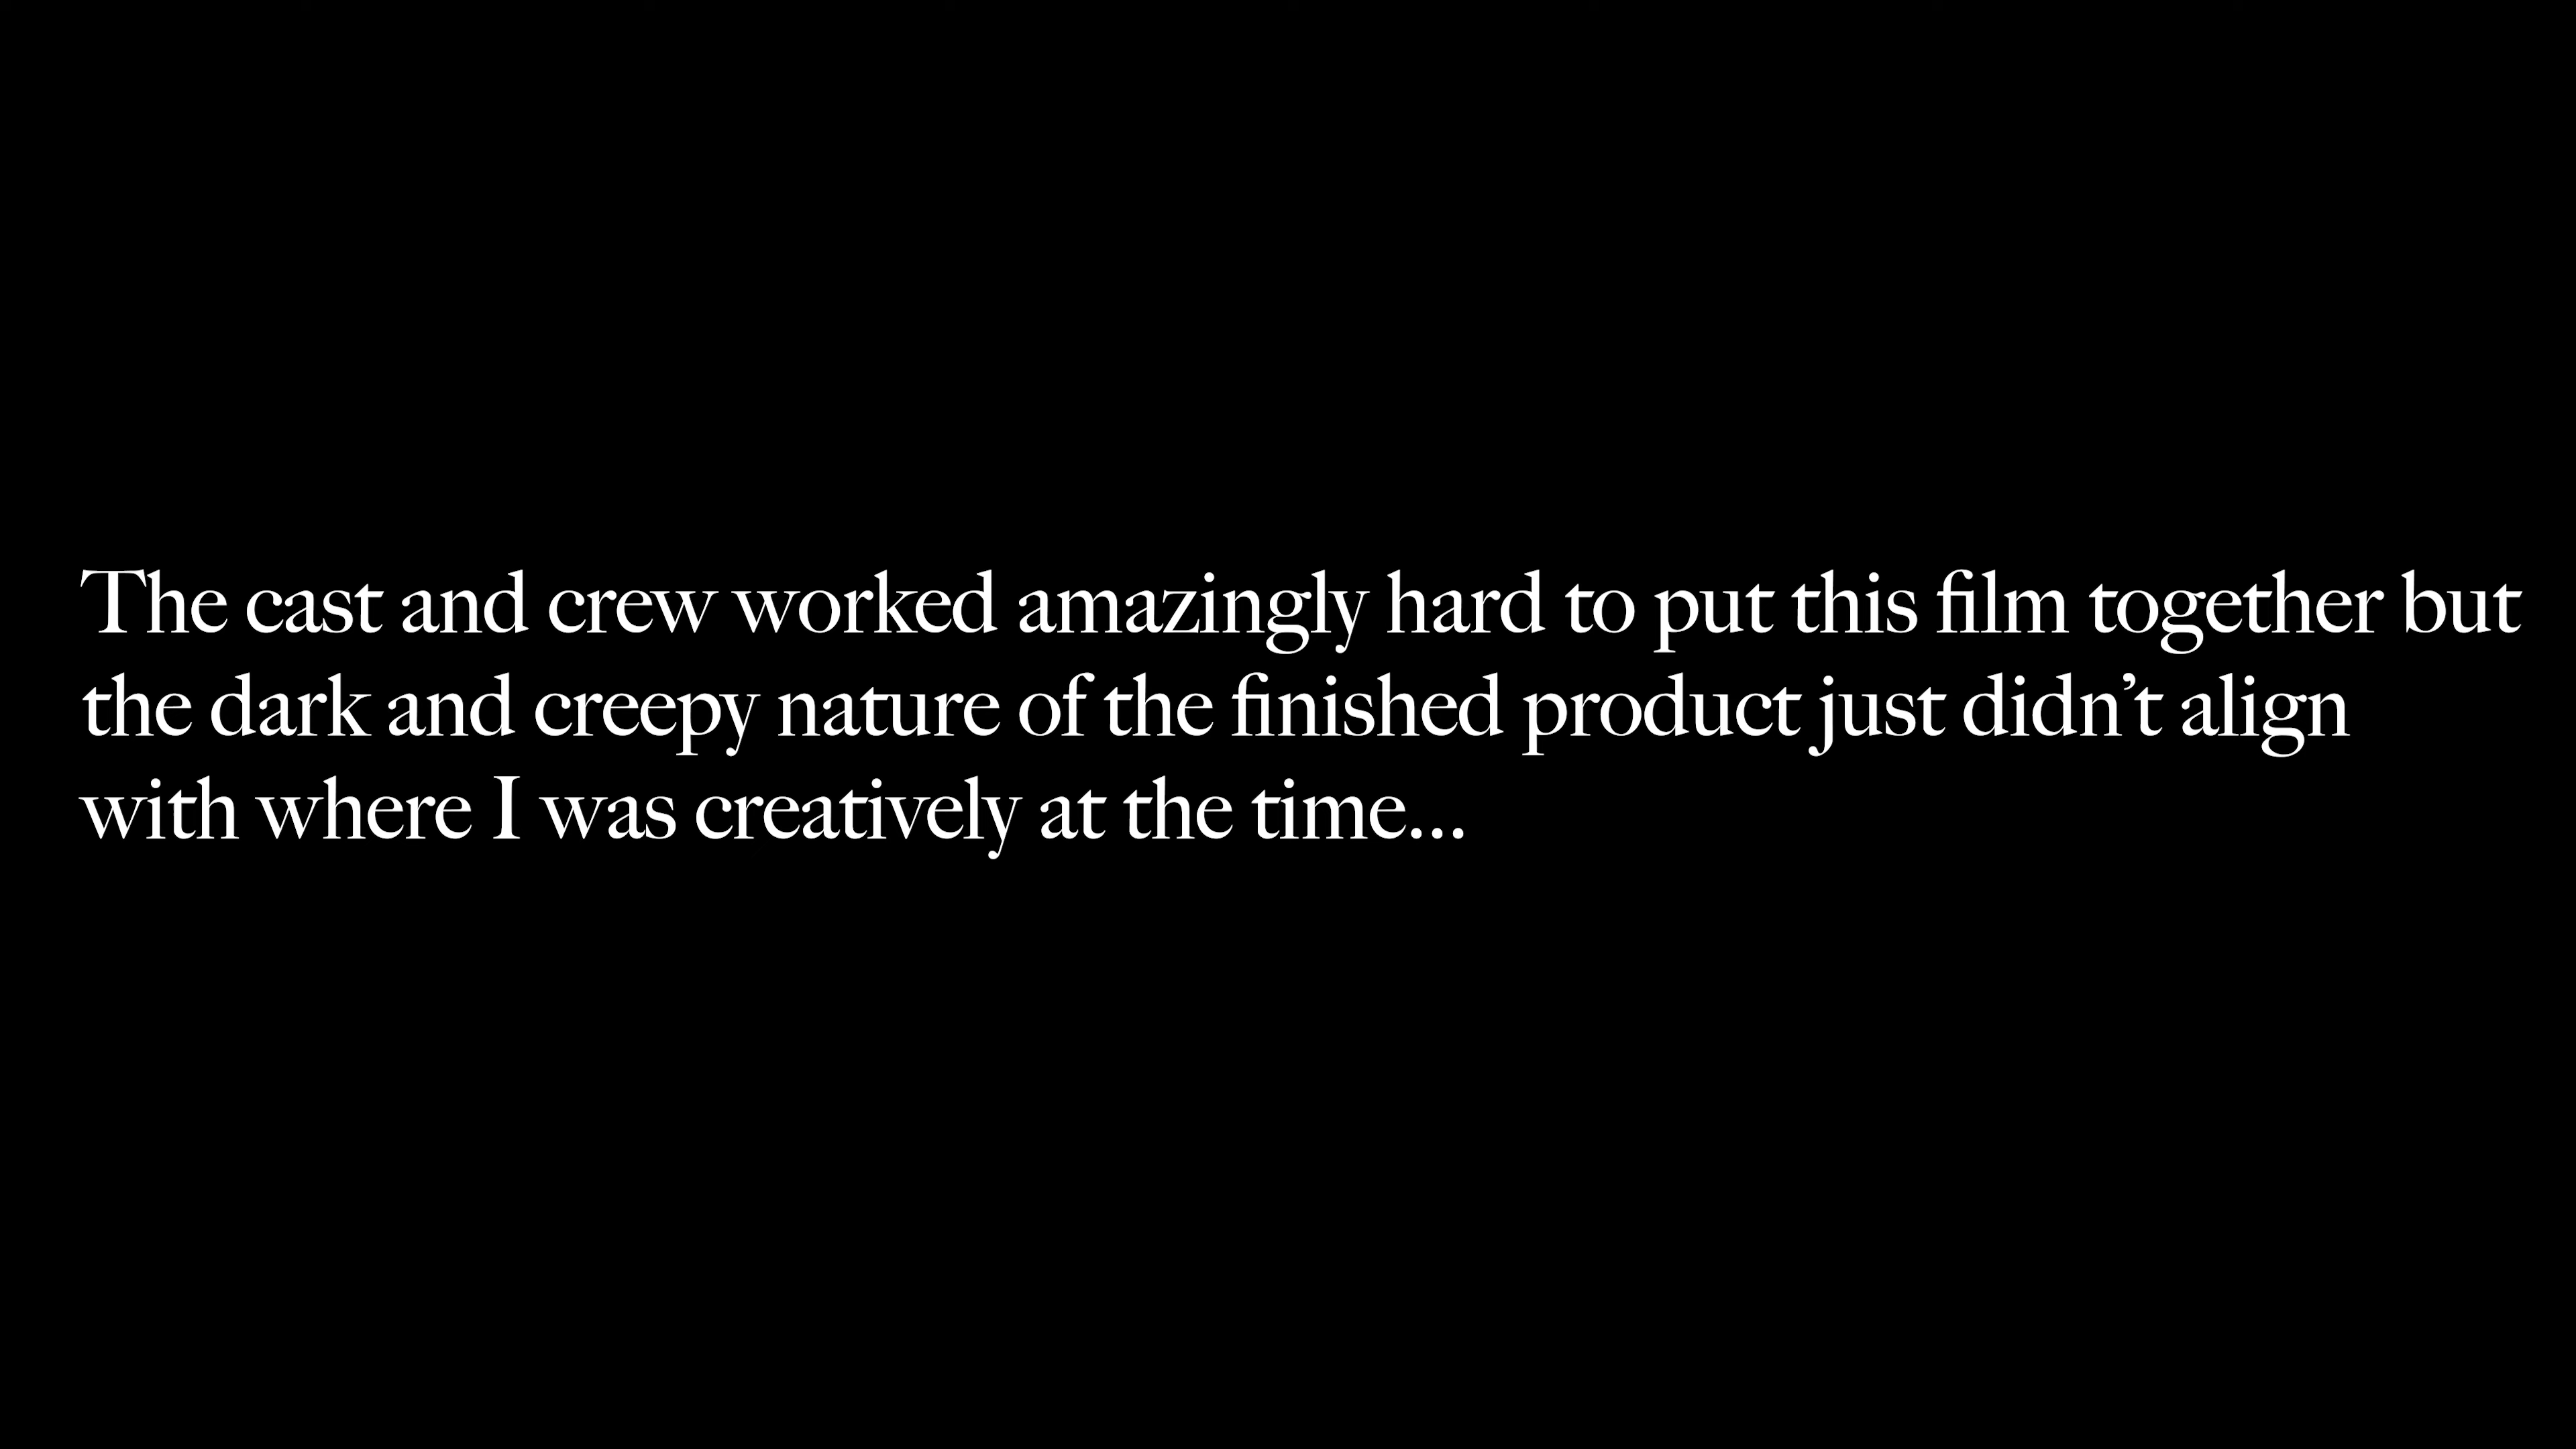 The cast and crew worked amazingly hard to put this film together but
the dark and creepy nature of the finished product just didn’t align
with where I was creatively at the time...